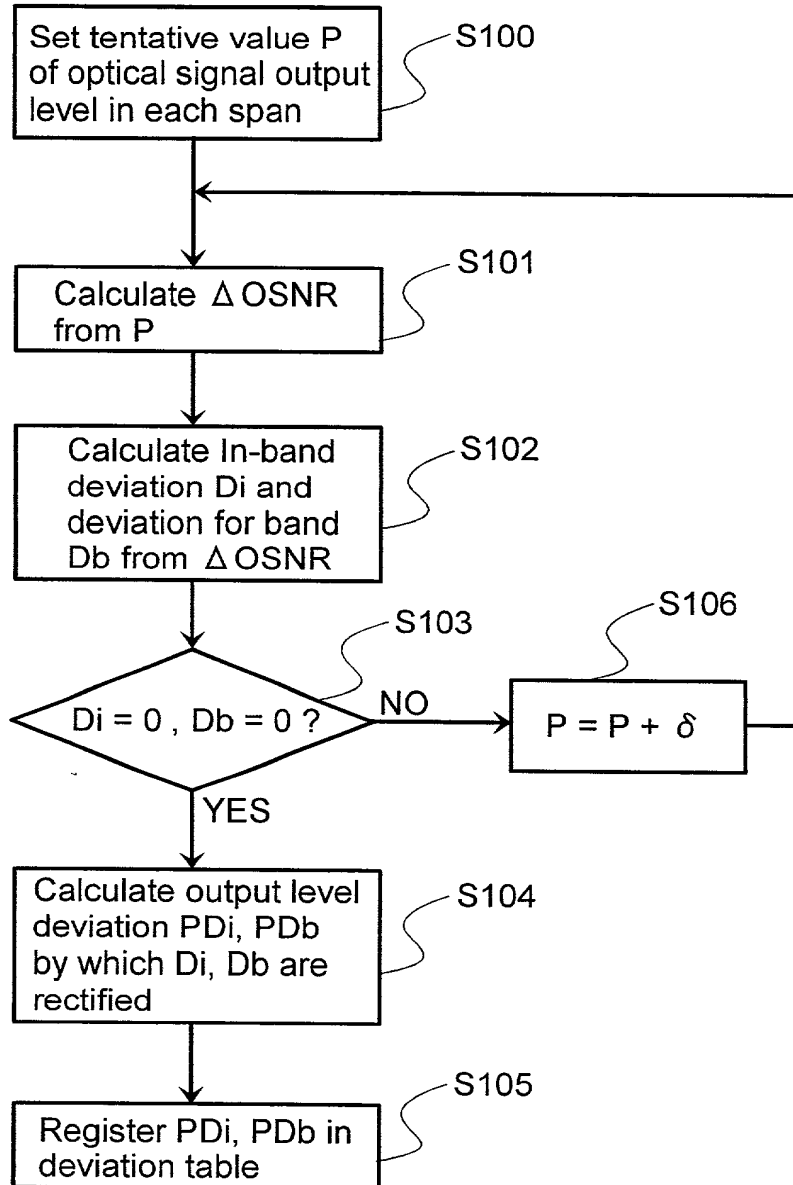 Set tentative value P
of optical signal output
level in each span
S100
Calculate △OSNR
from P
S101
Calculate In-band
deviation Di and
deviation for band
Db from △OSNR
S102
Di = 0 , Db = 0 ?
S103
NO
P = P + δ
S106
YES
Calculate output level
deviation PDi, PDb
by which Di, Db are
rectified
S104
Register PDi, PDb in
deviation table
S105